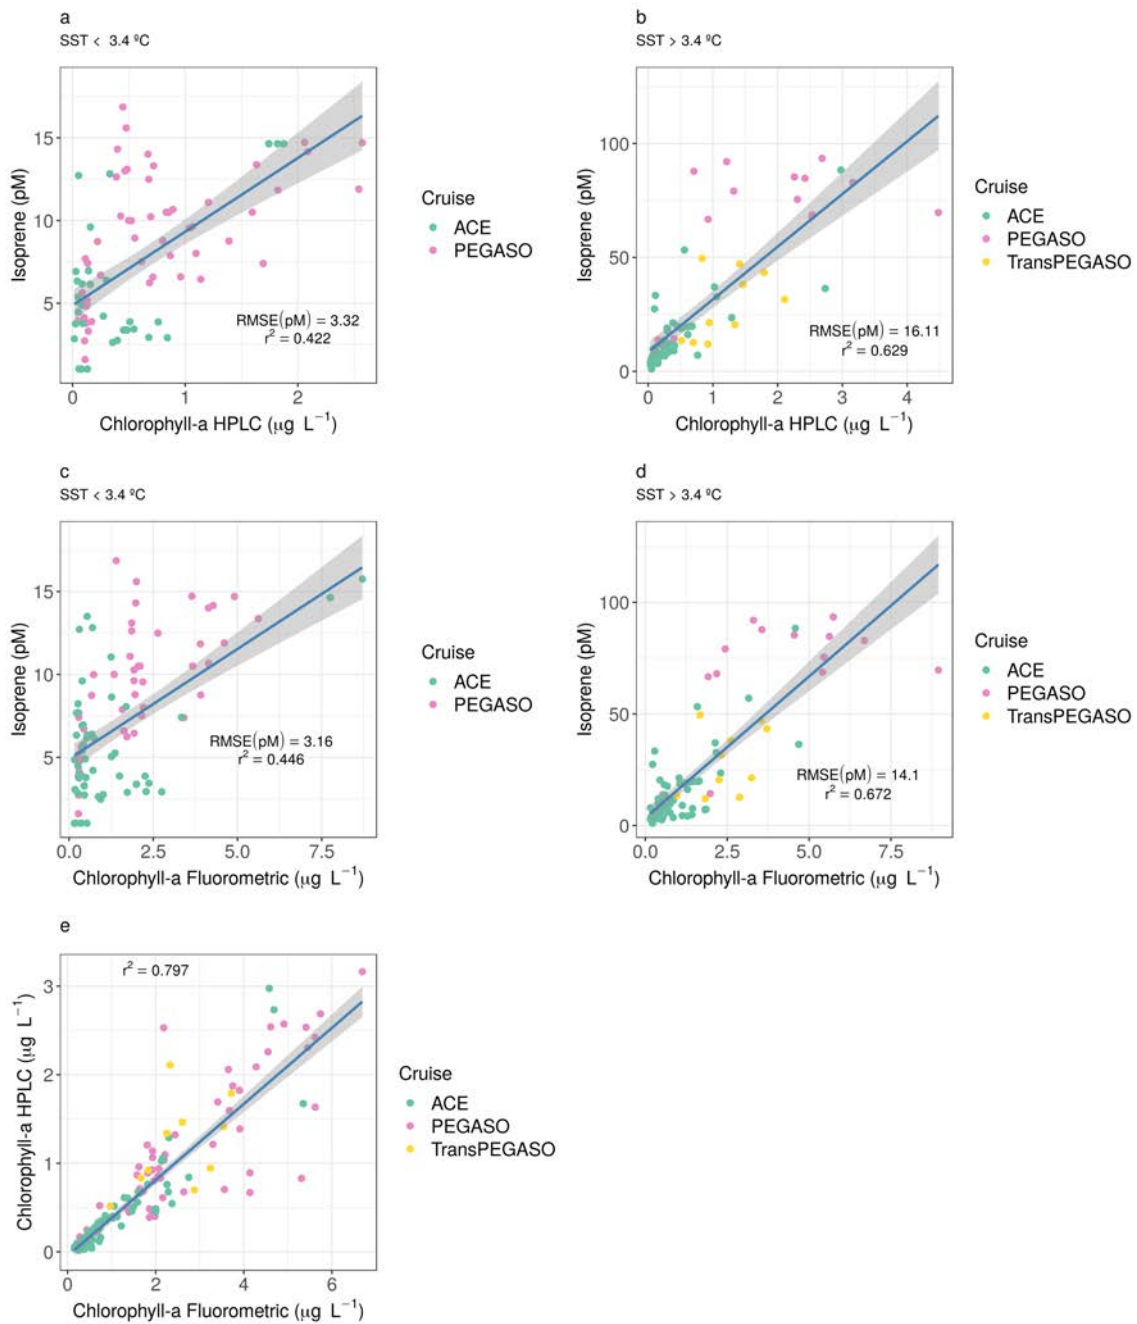 a
SST < 3.4 ºC
15
10
5
Isoprene (pM)
RMSE(pM) = 3.32
r² = 0.422
0 1 2
Chlorophyll-a HPLC (μg L⁻¹)
Cruise
ACE
PEGASO
b
SST > 3.4 ºC
100
50
0
Isoprene (pM)
RMSE(pM) = 16.11
r² = 0.629
0 1 2 3 4
Chlorophyll-a HPLC (μg L⁻¹)
Cruise
ACE
PEGASO
TransPEGASO
c
SST < 3.4 ºC
15
10
5
Isoprene (pM)
RMSE(pM) = 3.16
r² = 0.446
0.0 2.5 5.0 7.5
Chlorophyll-a Fluorometric (μg L⁻¹)
Cruise
ACE
PEGASO
d
SST > 3.4 ºC
100
50
0
Isoprene (pM)
RMSE(pM) = 14.1
r² = 0.672
0.0 2.5 5.0 7.5
Chlorophyll-a Fluorometric (μg L⁻¹)
Cruise
ACE
PEGASO
TransPEGASO
e
r² = 0.797
3
2
1
0
Chlorophyll-a HPLC (μg L⁻¹)
0 2 4 6
Chlorophyll-a Fluorometric (μg L⁻¹)
Cruise
ACE
PEGASO
TransPEGASO